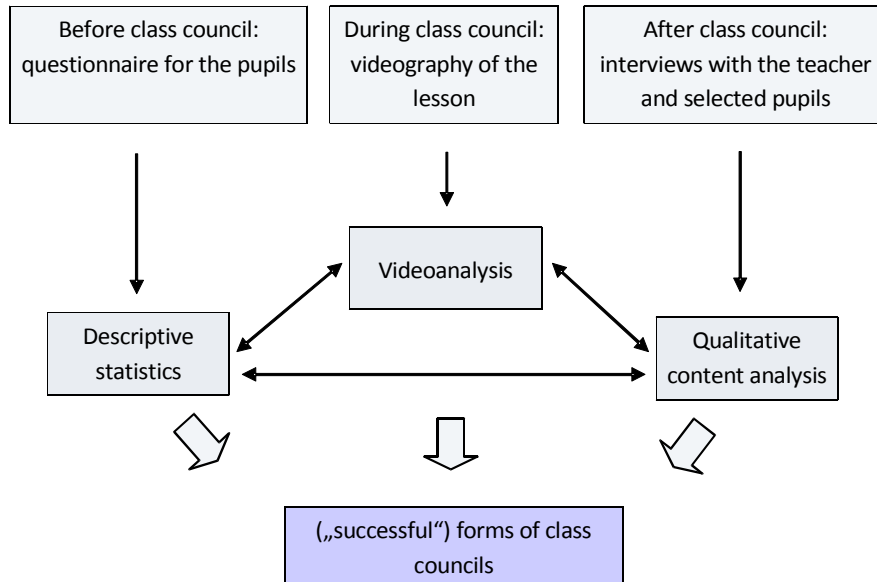 Before class council:
questionnaire for the pupils
During class council:
videography of the
lesson
After class council:
interviews with the teacher
and selected pupils
Videoanalysis
Descriptive
statistics
Qualitative
content analysis
(„successful“) forms of class
councils